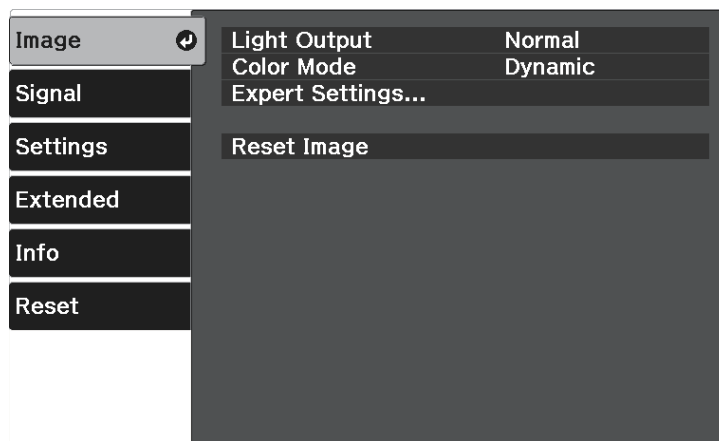 Image
Signal
Settings
Extended
Info
Reset
Light Output Normal
Color Mode Dynamic
Expert Settings...
Reset Image